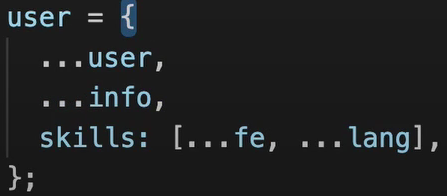 user = {
  ...user,
  ...info,
  skills: [...fe, ...lang],
};